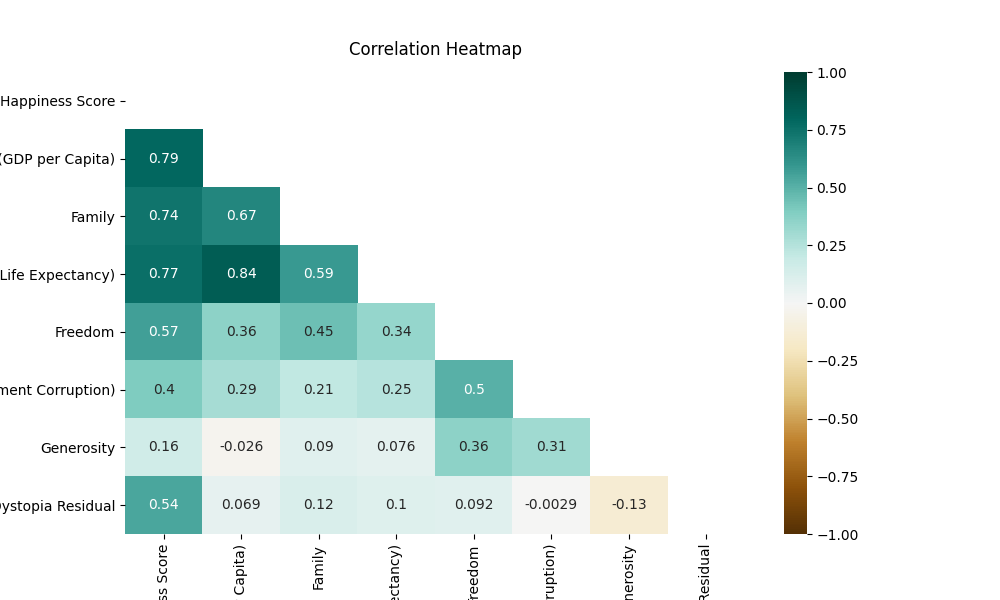 Correlation Heatmap
Happiness Score
(GDP per Capita)
0.79
Family
0.74 0.67
Life Expectancy)
0.77 0.84 0.59
Freedom
0.57 0.36 0.45 0.34
ment Corruption)
0.4 0.29 0.21 0.25 0.5
Generosity
0.16 -0.026 0.09 0.076 0.36 0.31
ystopia Residual
0.54 0.069 0.12 0.1 0.092 -0.0029 -0.13
ss Score
Capita)
Family
ectancy)
Freedom
ruption)
nerosity
Residual
1.00
0.75
0.50
0.25
0.00
−0.25
−0.50
−0.75
−1.00